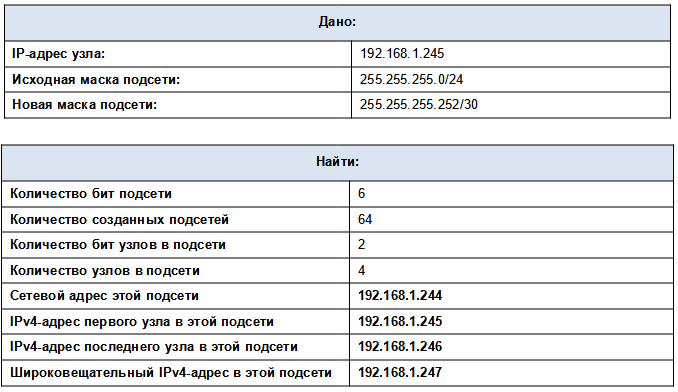 Дано:
IP-адрес узла: 192.168.1.245
Исходная маска подсети: 255.255.255.0/24
Новая маска подсети: 255.255.255.252/30
Найти:
Количество бит подсети 6
Количество созданных подсетей 64
Количество бит узлов в подсети 2
Количество узлов в подсети 4
Сетевой адрес этой подсети 192.168.1.244
IPv4-адрес первого узла в этой подсети 192.168.1.245
IPv4-адрес последнего узла в этой подсети 192.168.1.246
Широковещательный IPv4-адрес в этой подсети 192.168.1.247